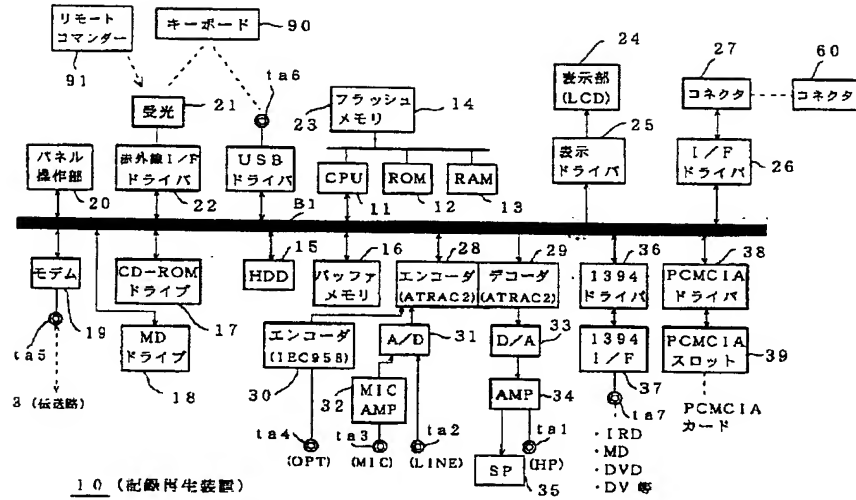 リモート
コマンダー
91
キーボード
90
ta6
受光
21
フラッシュ
メモリ
23
14
24
表示部
(LCD)
27
コネクタ
60
コネクタ
25
パネル
操作部
20
赤外線I/F
ドライバ
22
USB
ドライバ
CPU
11
ROM
12
RAM
13
表示
ドライバ
I/F
ドライバ
26
B1
モデム
19
CD-ROM
ドライブ
17
HDD
15
バッファ
メモリ
16
エンコーダ
(ATRAC2)
28
デコーダ
(ATRAC2)
29
1394
ドライバ
36
PCMCIA
ドライバ
38
ta5
MD
ドライブ
18
エンコーダ
(IEC958)
30
A/D
31
D/A
33
1394
I/F
37
PCMCIA
スロット
39
MIC
AMP
32
AMP
34
ta7
PCMCIA
カード
3 (伝送路)
ta4
(OPT)
ta3
(MIC)
ta2
(LINE)
ta1
(HP)
SP
35
・IRD
・MD
・DVD
・DV 等
10 (記録再生装置)